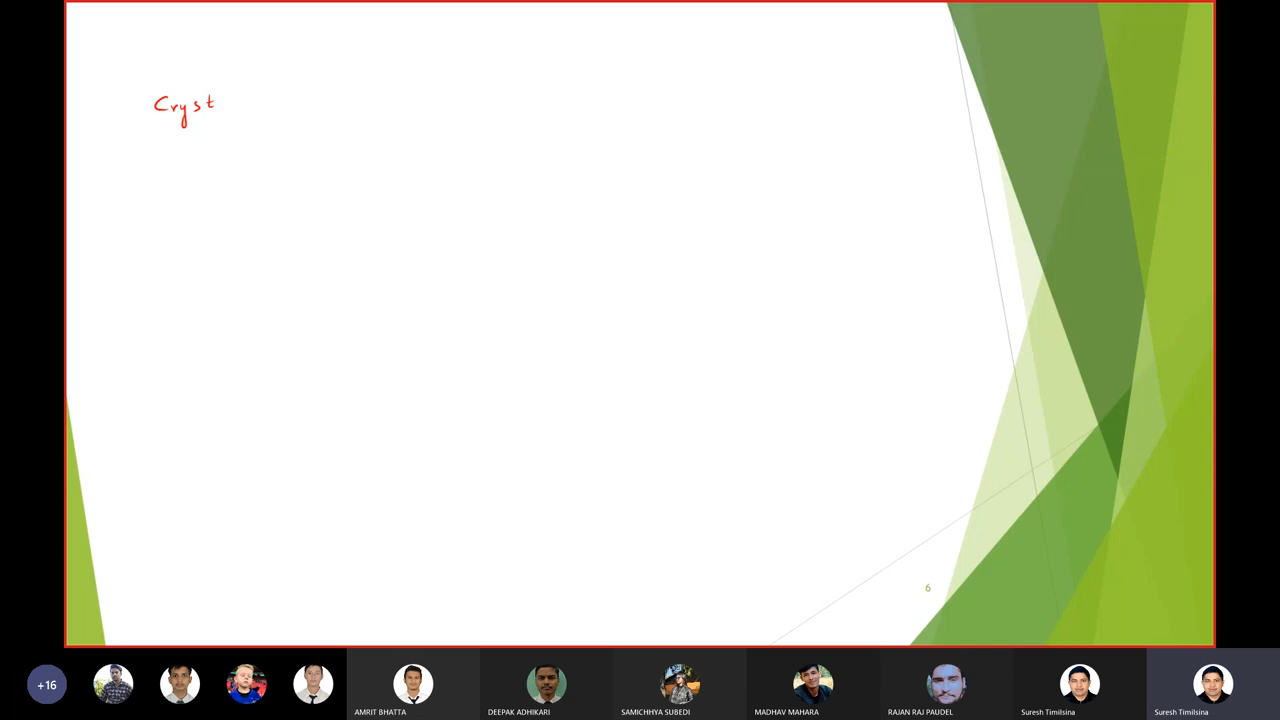 Cryst
6
+16
AMRIT BHATTA
DEEPAK ADHIKARI
SAMICHHYA SUBEDI
MADHAV MAHARA
RAJAN RAJ PAUDEL
Suresh Timilsina
Suresh Timilsina